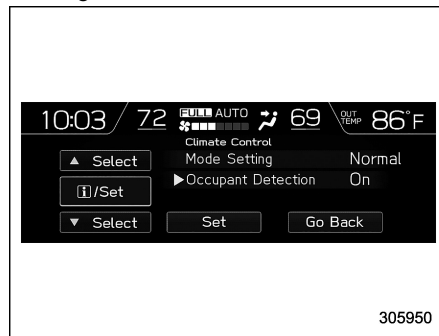 10:03 72 FULL AUTO 69 OUT TEMP 86°F
Climate Control
▲ Select Mode Setting Normal
i/Set ▶Occupant Detection On
▼ Select Set Go Back
305950